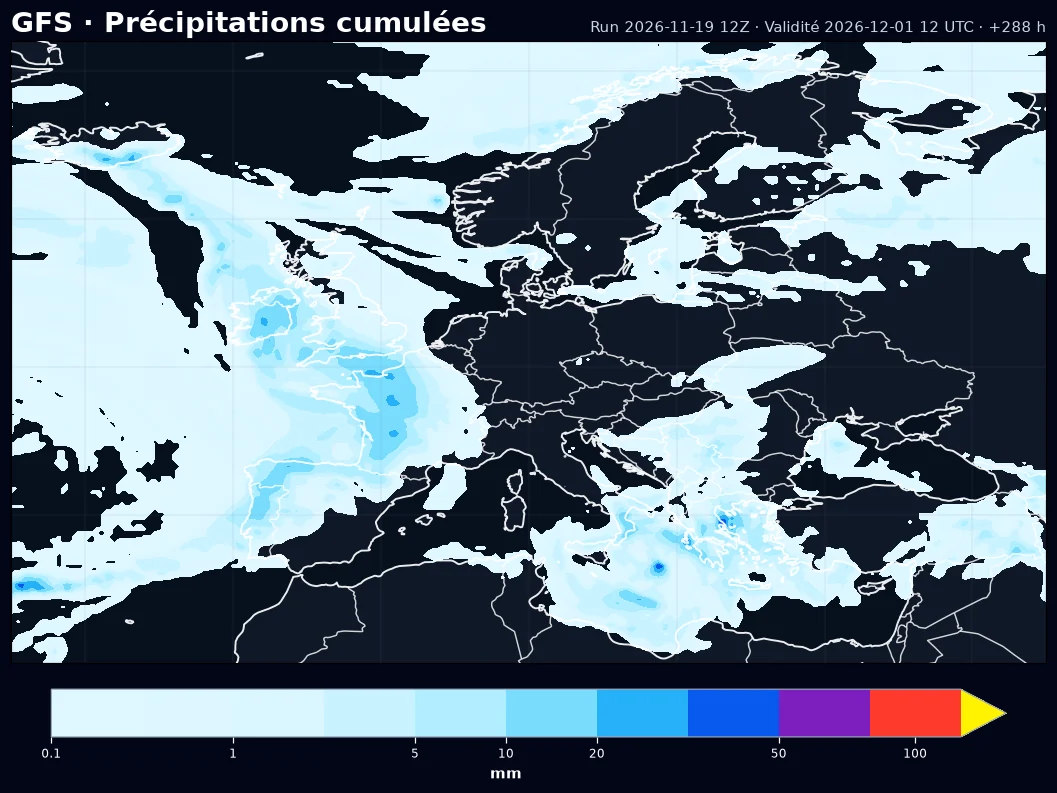 GFS · Précipitations cumulées
Run 2026-11-19 12Z · Validité 2026-12-01 12 UTC · +288 h
0.1 1 5 10 20 50 100
mm